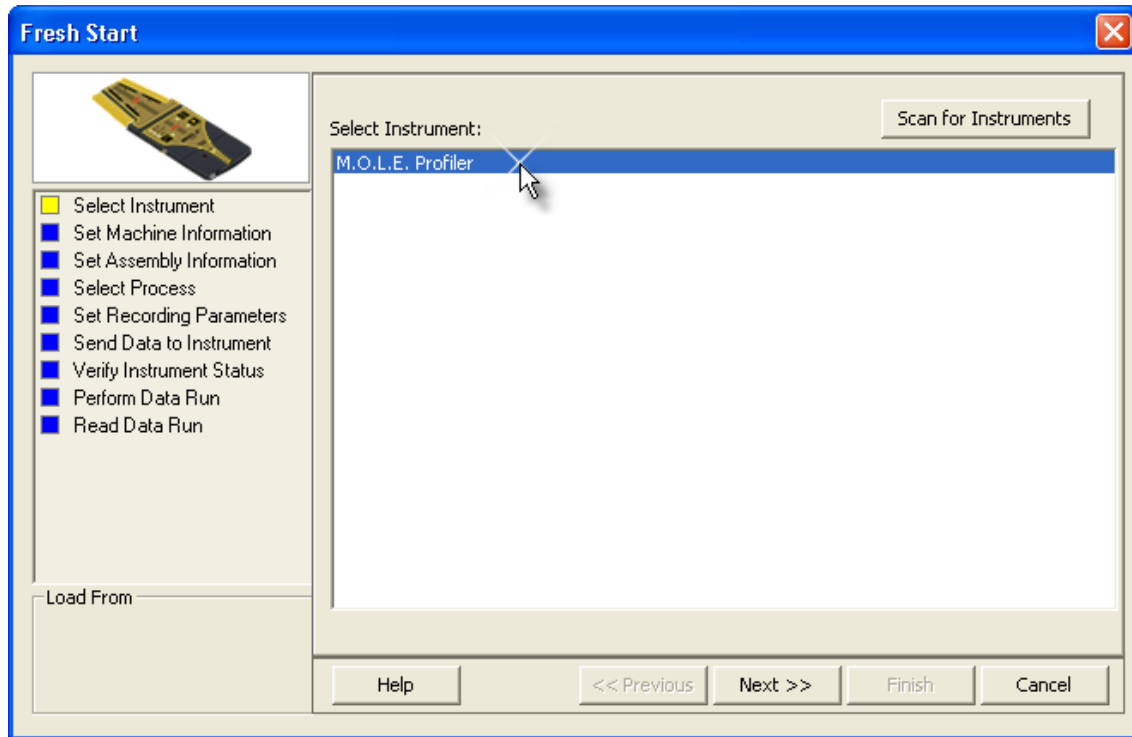 Fresh Start
Scan for Instruments
Select Instrument:
M.O.L.E. Profiler
Select Instrument
Set Machine Information
Set Assembly Information
Select Process
Set Recording Parameters
Send Data to Instrument
Verify Instrument Status
Perform Data Run
Read Data Run
Load From
Help
<< Previous
Next >>
Finish
Cancel